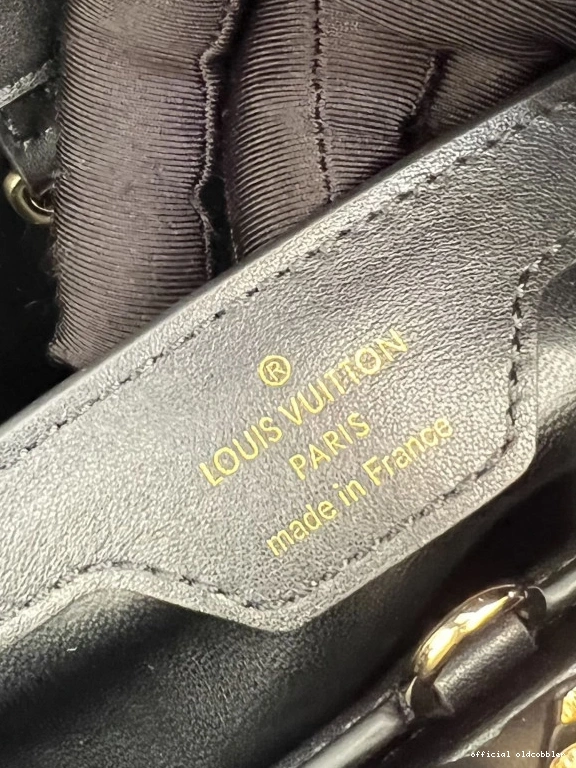 ®
LOUIS VUITTON
PARIS
made in France
official oldcobbler